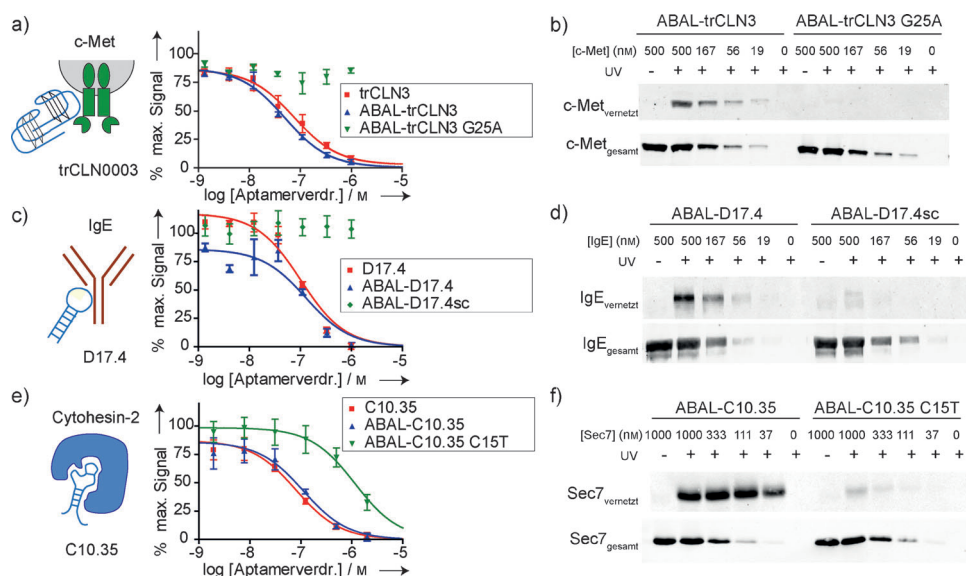 a)
c-Met
trCLN0003
% max. Signal
100
75
50
25
0
-9 -8 -7 -6 -5
log [Aptamerverdr.] / M
trCLN3
ABAL-trCLN3
ABAL-trCLN3 G25A
b)
ABAL-trCLN3 ABAL-trCLN3 G25A
[c-Met] (nM) 500 500 167 56 19 0 500 500 167 56 19 0
UV - + + + + + - + + + + +
c-Met vernetzt
c-Met gesamt
c)
IgE
D17.4
% max. Signal
100
75
50
25
0
-9 -8 -7 -6 -5
log [Aptamerverdr.] / M
D17.4
ABAL-D17.4
ABAL-D17.4sc
d)
ABAL-D17.4 ABAL-D17.4sc
[IgE] (nM) 500 500 167 56 19 0 500 500 167 56 19 0
UV - + + + + + - + + + + +
IgE vernetzt
IgE gesamt
e)
Cytohesin-2
C10.35
% max. Signal
100
75
50
25
0
-9 -8 -7 -6 -5
log [Aptamerverdr.] / M
C10.35
ABAL-C10.35
ABAL-C10.35 C15T
f)
ABAL-C10.35 ABAL-C10.35 C15T
[Sec7] (nM) 1000 1000 333 111 37 0 1000 1000 333 111 37 0
UV - + + + + + - + + + + +
Sec7 vernetzt
Sec7 gesamt